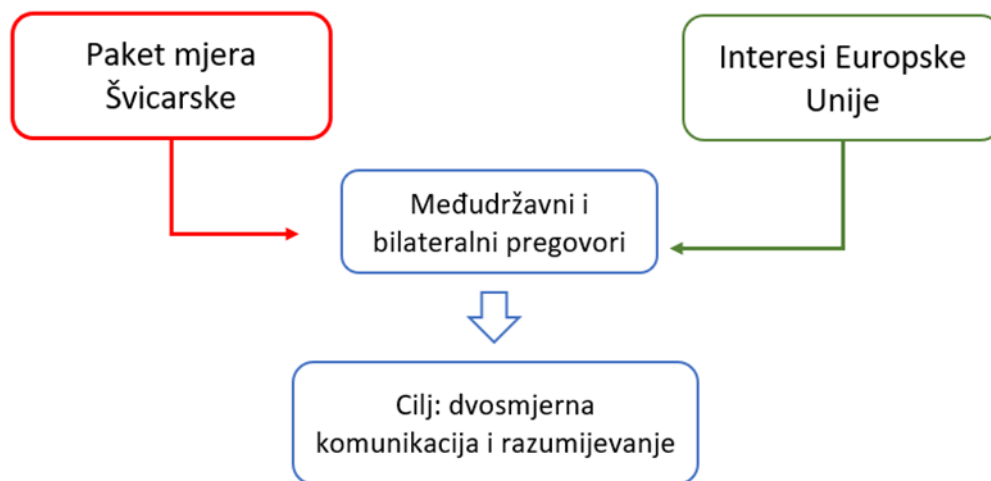 Paket mjera
Švicarske
Interesi Europske
Unije
Međudržavni i
bilateralni pregovori
Cilj: dvosmjerna
komunikacija i razumijevanje